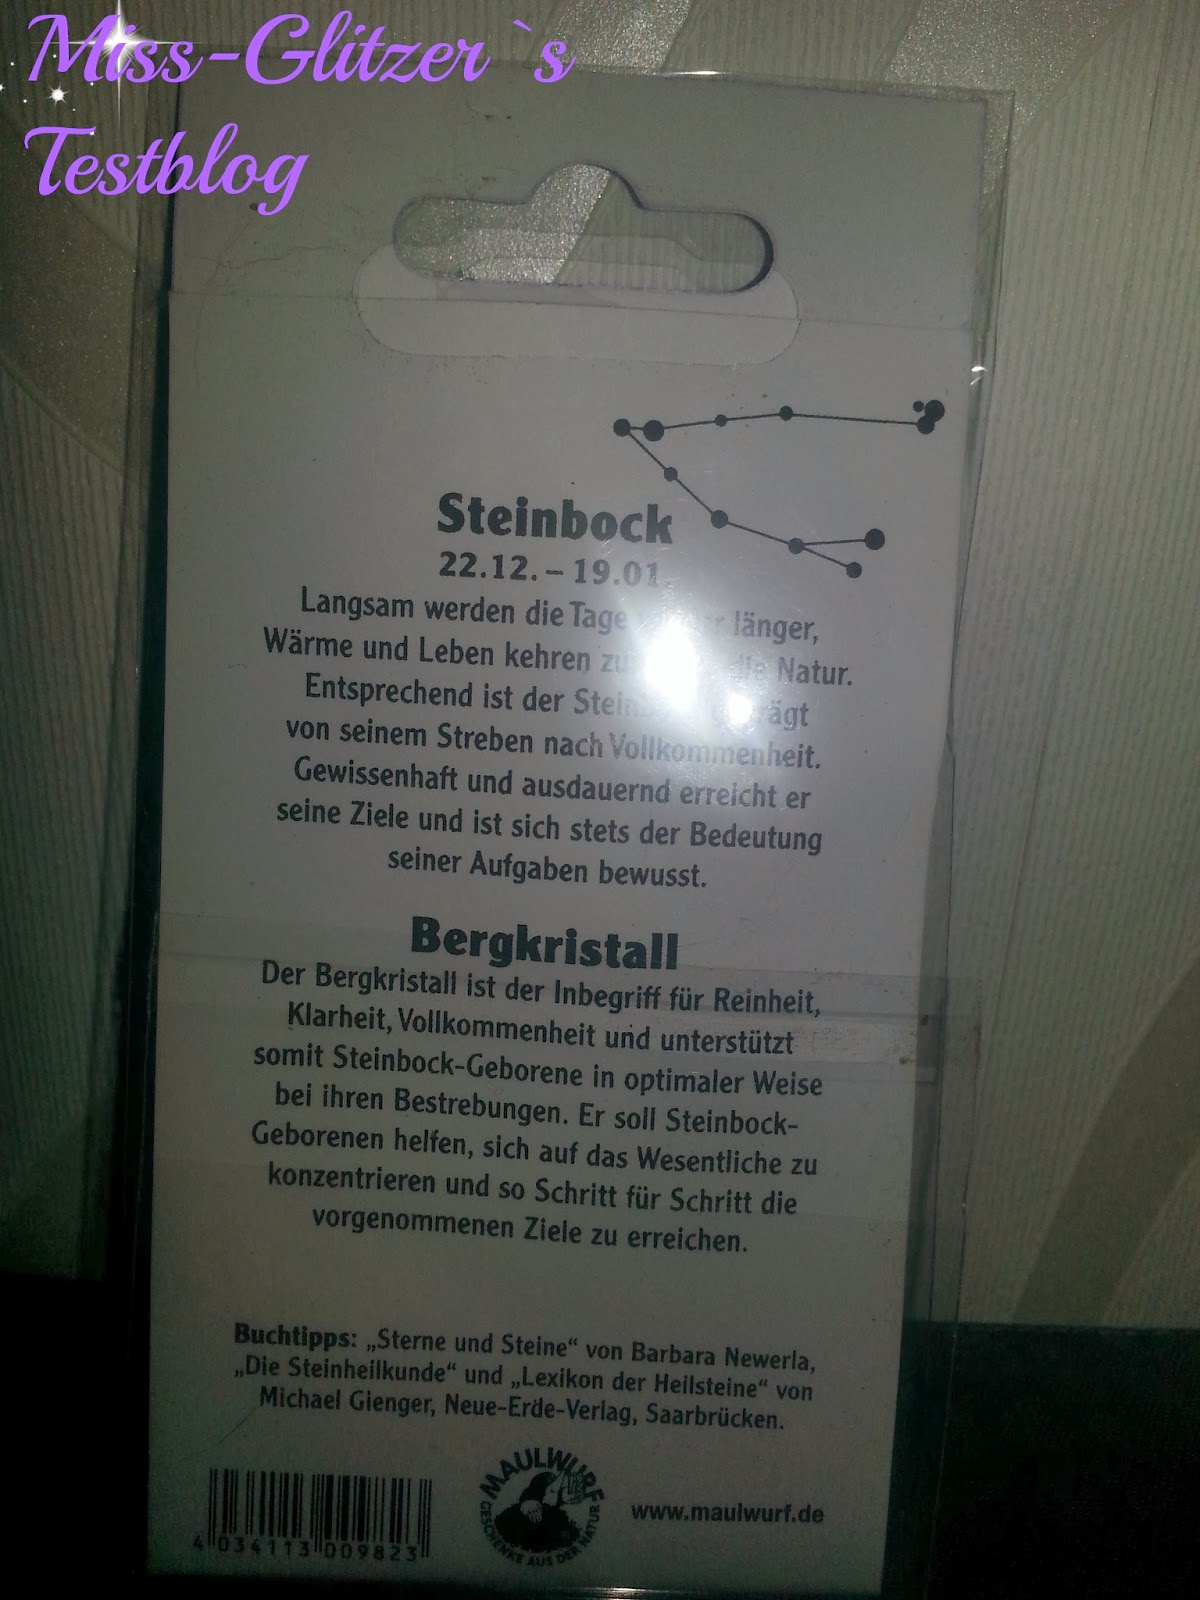 Miss-Glitzer`s
Testblog
Steinbock
22.12. – 19.01.
Langsam werden die Tage länger,
Wärme und Leben kehren die Natur.
Entsprechend ist der
von seinem Streben nach Vollkommenheit.
Gewissenhaft und ausdauernd erreicht er
seine Ziele und ist sich stets der Bedeutung
seiner Aufgaben bewusst.
Bergkristall
Der Bergkristall ist der Inbegriff für Reinheit,
Klarheit, Vollkommenheit und unterstützt
somit Steinbock-Geborene in optimaler Weise
bei ihren Bestrebungen. Er soll Steinbock-
Geborenen helfen, sich auf das Wesentliche zu
konzentrieren und so Schritt für Schritt die
vorgenommenen Ziele zu erreichen.
Buchtipps: „Sterne und Steine“ von Barbara Newerla,
„Die Steinheilkunde“ und „Lexikon der Heilsteine“ von
Michael Gienger, Neue-Erde-Verlag, Saarbrücken.
MAULWURF
GESCHENKE AUS DER NATUR
www.maulwurf.de
4 034113 009823